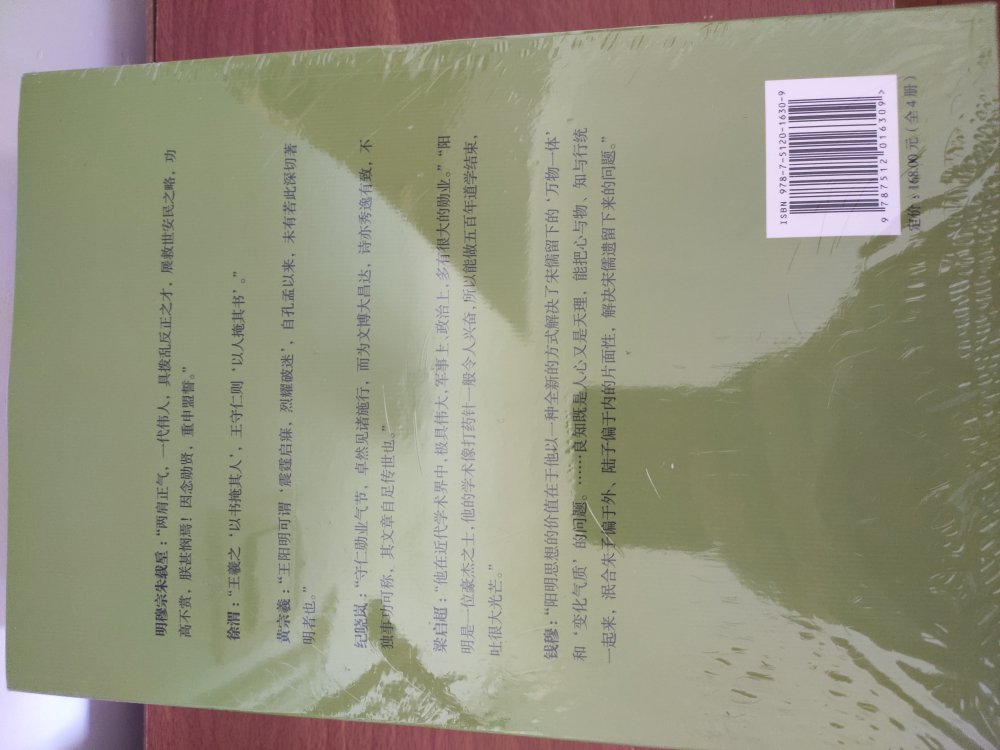 明穆宗朱载垕：“两肩正气，一代伟人，具拨乱反正之才，展救世安民之略，功
高不赏，朕甚悯焉！因念勋贤，重申盟誓。”
徐渭：“王羲之‘以书掩其人’，王守仁则‘以人掩其书’。”
黄宗羲：“王阳明可谓‘震霆启寐，烈耀破迷’，自孔孟以来，未有若此深切著
明者也。”
纪晓岚：“守仁勋业气节，卓然见诸施行，而为文博大昌达，诗亦秀逸有致，不
独事功可称，其文章自足传世也。”
梁启超：“他在近代学术界中，极具伟大，军事上、政治上，多有很大的勋业。”“阳
明是一位豪杰之士，他的学术像打药针一般令人兴奋，所以能做五百年道学结束，
吐很大光芒。”
钱穆：“阳明思想的价值在于他以一种全新的方式解决了宋儒留下的‘万物一体’
和‘变化气质’的问题。……良知既是人心又是天理，能把心与物、知与行统
一起来，泯合朱子偏于外、陆子偏于内的片面性，解决宋儒遗留下来的问题。”
ISBN 978-7-5120-1630-9
9 787512 016309 >
定价：168.00 元（全 4 册）